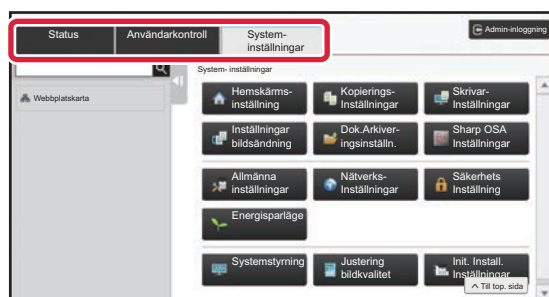 Status
Användarkontroll
System-
inställningar
Admin-inloggning
Webbplatskarta
System- inställningar
Hemskärms-
inställning
Kopierings-
Inställningar
Skrivar-
Inställningar
Inställningar
bildsändning
Dok.Arkiver-
ingsinställn.
Sharp OSA
Inställningar
Allmänna
inställningar
Nätverks-
Inställningar
Säkerhets
Inställning
Energisparläge
Systemstyrning
Justering
bildkvalitet
Init. Install.
Inställningar
Till top. sida